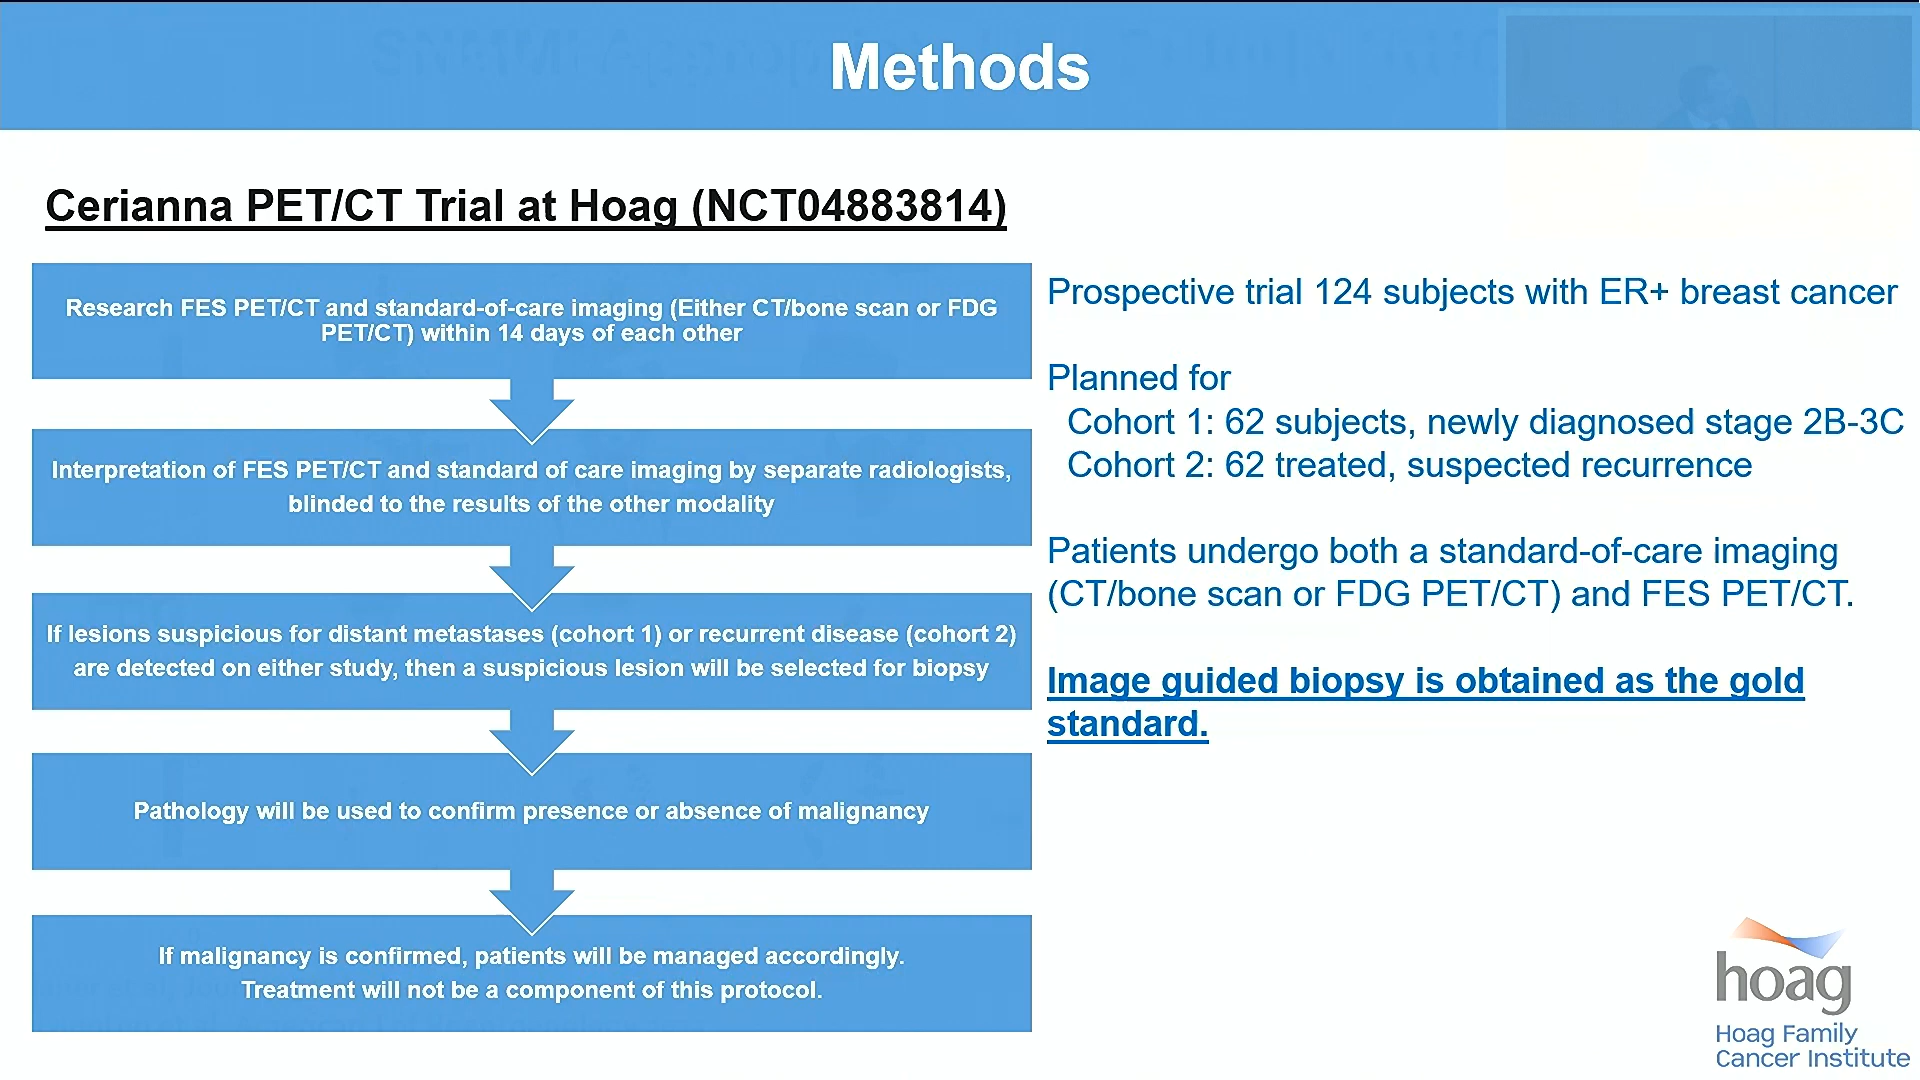 Methods
Cerianna PET/CT Trial at Hoag (NCT04883814)
Research FES PET/CT and standard-of-care imaging (Either CT/bone scan or FDG
PET/CT) within 14 days of each other
Interpretation of FES PET/CT and standard of care imaging by separate radiologists,
blinded to the results of the other modality
If lesions suspicious for distant metastases (cohort 1) or recurrent disease (cohort 2)
are detected on either study, then a suspicious lesion will be selected for biopsy
Pathology will be used to confirm presence or absence of malignancy
If malignancy is confirmed, patients will be managed accordingly.
Treatment will not be a component of this protocol.
Prospective trial 124 subjects with ER+ breast cancer
Planned for
Cohort 1: 62 subjects, newly diagnosed stage 2B-3C
Cohort 2: 62 treated, suspected recurrence
Patients undergo both a standard-of-care imaging
(CT/bone scan or FDG PET/CT) and FES PET/CT.
Image guided biopsy is obtained as the gold
standard.
hoag
Hoag Family
Cancer Institute